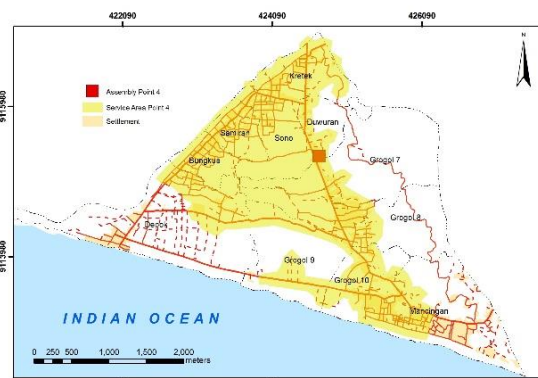 422090 424090 426090
N
Assembly Point 4
Service Area Point 4
Settlement
Kretek
Duwuran
Sono
Samiran
Bungkus
Grogol 7
Grogol 8
Depok
Grogol 9
Grogol 10
Mancingan
9115980
9113980
INDIAN OCEAN
0 250 500 1,000 1,500 2,000
meters